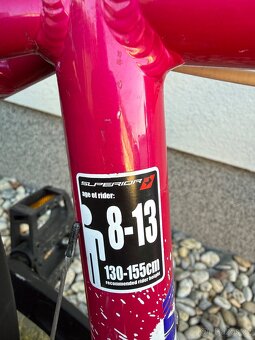 SUPERIOR
age of rider:
8-13
130-155cm
recommended rider height